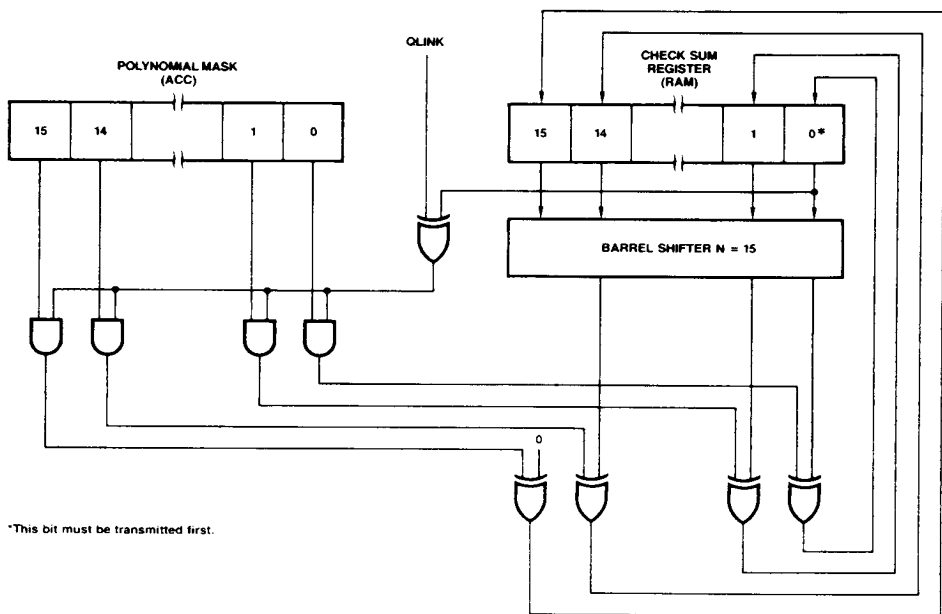 QLINK
POLYNOMIAL MASK
(ACC)
CHECK SUM
REGISTER
(RAM)
15 14 1 0
15 14 1 0*
BARREL SHIFTER N = 15
0
*This bit must be transmitted first.